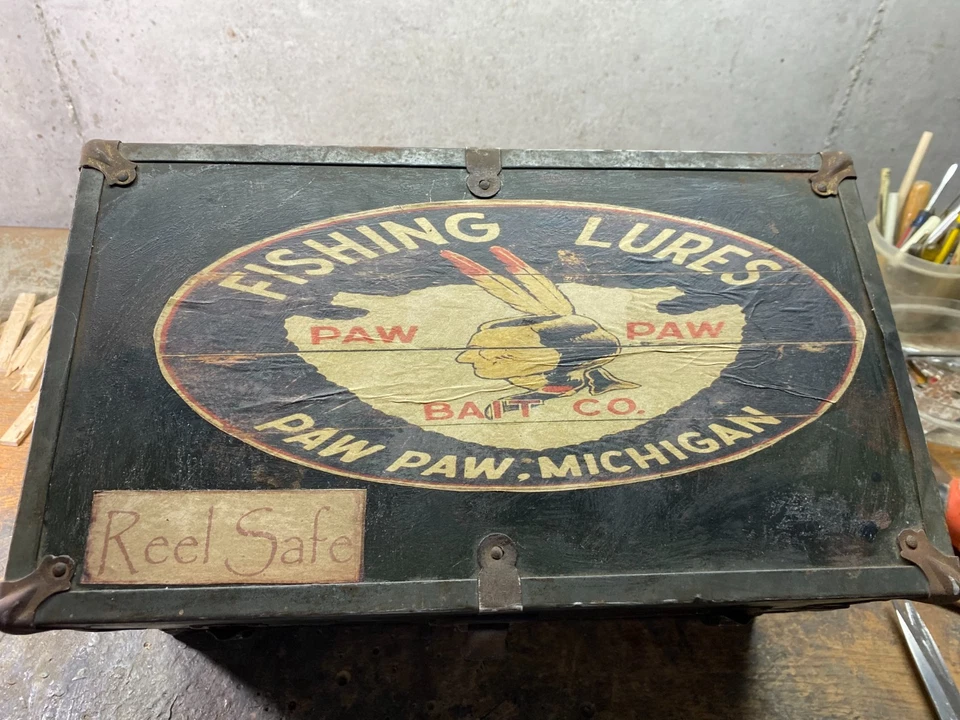 FISHING LURES
PAW PAW
BAIT CO.
PAW PAW, MICHIGAN
Reel Safe